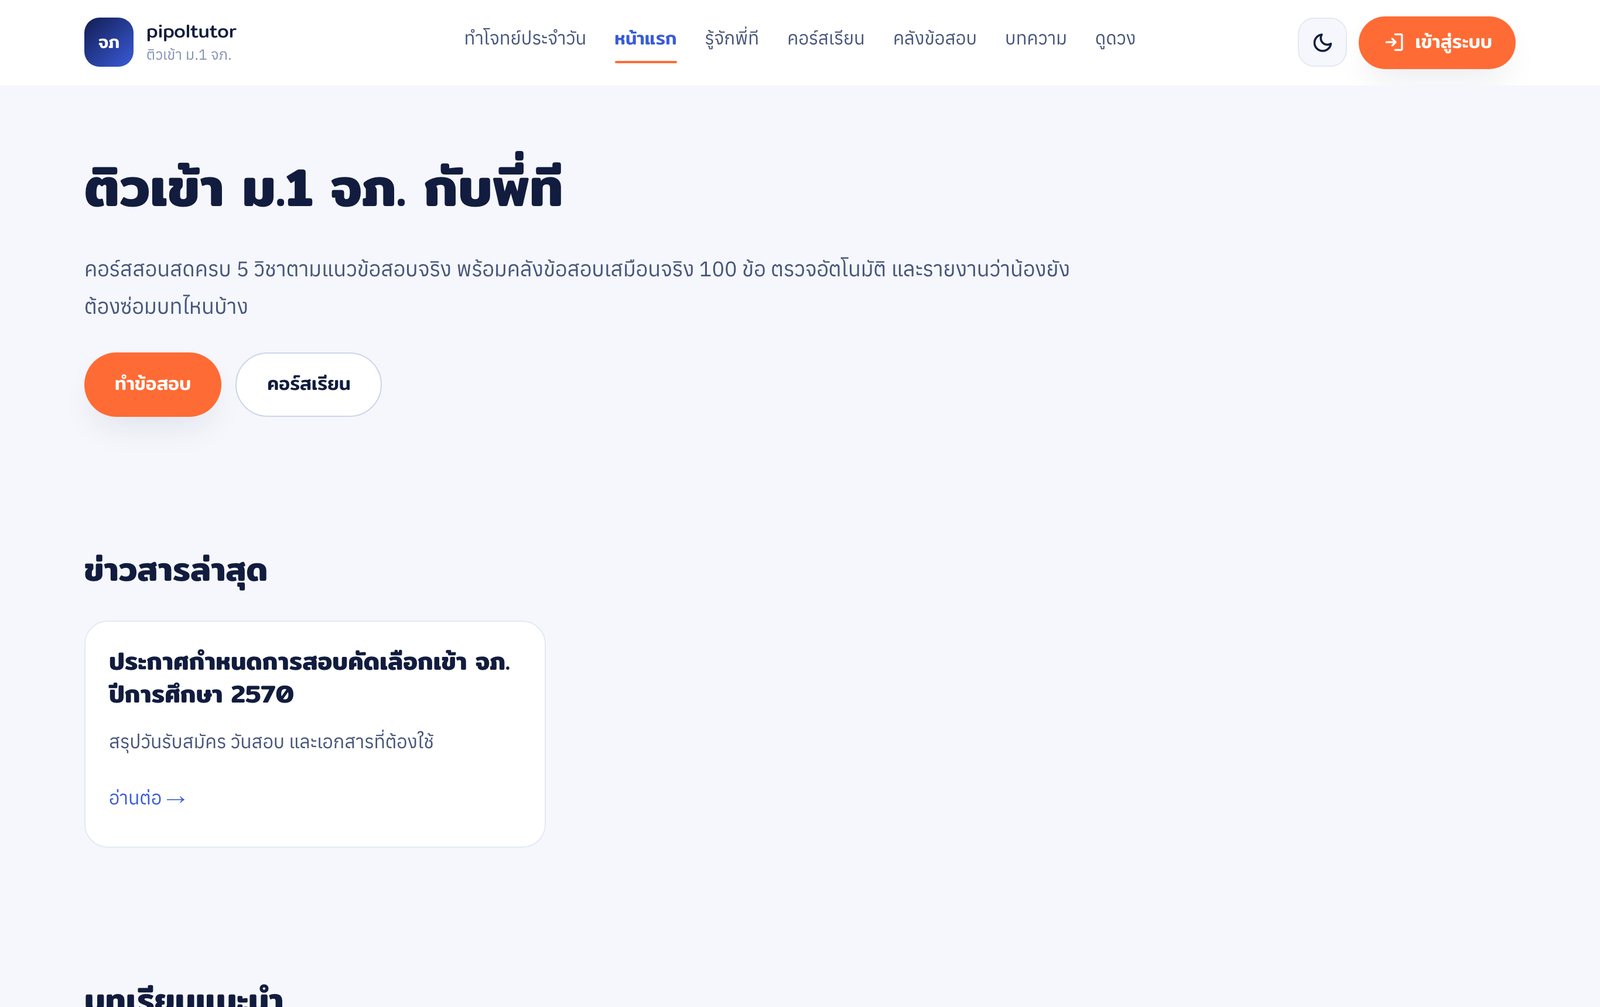 จภ
pipoltutor
ติวเข้า ม.1 จภ.
ทำโจทย์ประจำวัน
หน้าแรก
รู้จักพี่ที
คอร์สเรียน
คลังข้อสอบ
บทความ
ดูดวง
เข้าสู่ระบบ
ติวเข้า ม.1 จภ. กับพี่ที
คอร์สสอนสดครบ 5 วิชาตามแนวข้อสอบจริง พร้อมคลังข้อสอบเสมือนจริง 100 ข้อ ตรวจอัตโนมัติ และรายงานว่าน้องยัง
ต้องซ่อมบทไหนบ้าง
ทำข้อสอบ
คอร์สเรียน
ข่าวสารล่าสุด
ประกาศกำหนดการสอบคัดเลือกเข้า จภ.
ปีการศึกษา 2570
สรุปวันรับสมัคร วันสอบ และเอกสารที่ต้องใช้
อ่านต่อ →
บทเรียนแนะนำ